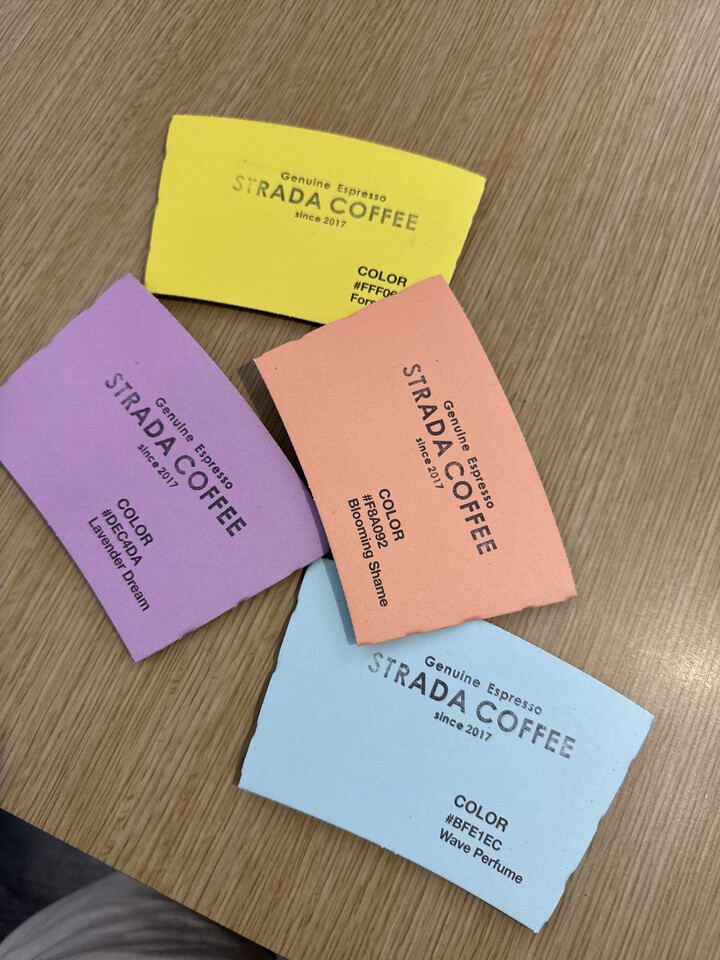 Genuine Espresso
STRADA COFFEE
since 2017
COLOR
Genuine Espresso
STRADA COFFEE
since 2017
COLOR
#DEC4DA
Lavender Dream
Genuine Espresso
STRADA COFFEE
since 2017
COLOR
#F8A092
Blooming Shame
Genuine Espresso
STRADA COFFEE
since 2017
COLOR
#BFE1EC
Wave Perfume